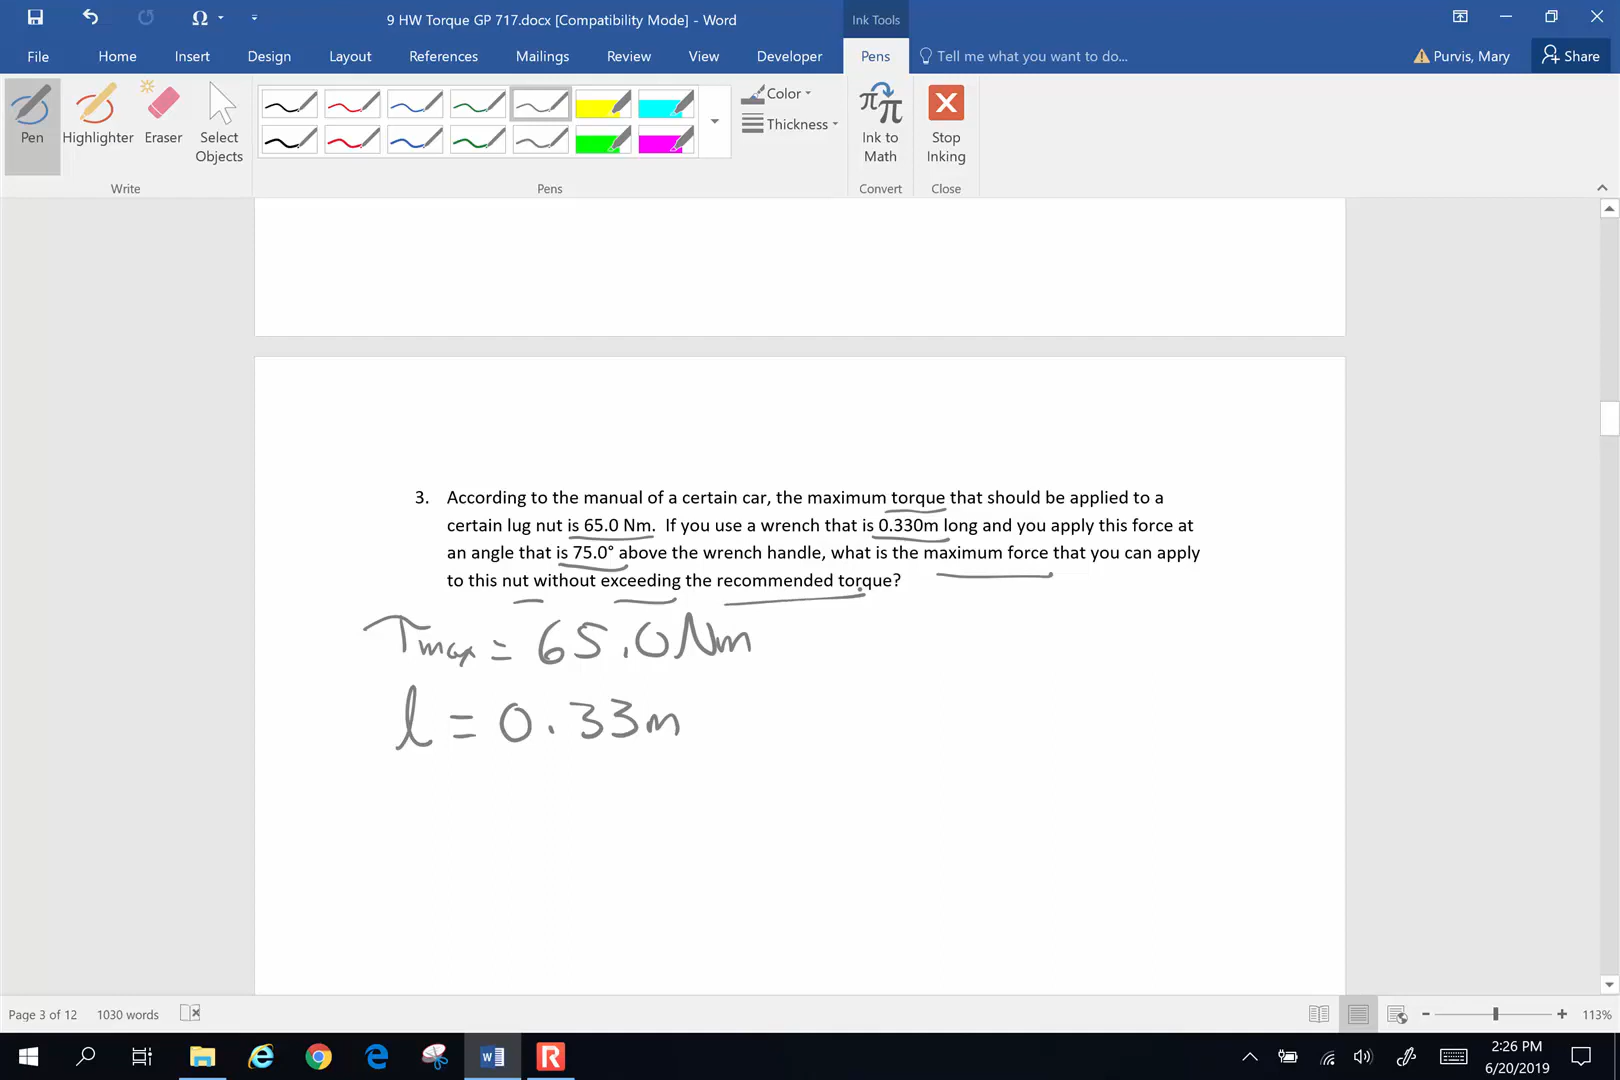 9 HW Torque GP 717.docx [Compatibility Mode] - Word
Ink Tools
File Home Insert Design Layout References Mailings Review View Developer Pens Tell me what you want to do... Purvis, Mary Share
Pen Highlighter Eraser Select Objects
Color
Thickness
Ink to Math
Stop Inking
Write Pens Convert Close
3. According to the manual of a certain car, the maximum torque that should be applied to a
certain lug nut is 65.0 Nm. If you use a wrench that is 0.330m long and you apply this force at
an angle that is 75.0° above the wrench handle, what is the maximum force that you can apply
to this nut without exceeding the recommended torque?
τmax = 65.0Nm
l = 0.33m
Page 3 of 12 1030 words 113%
2:26 PM
6/20/2019